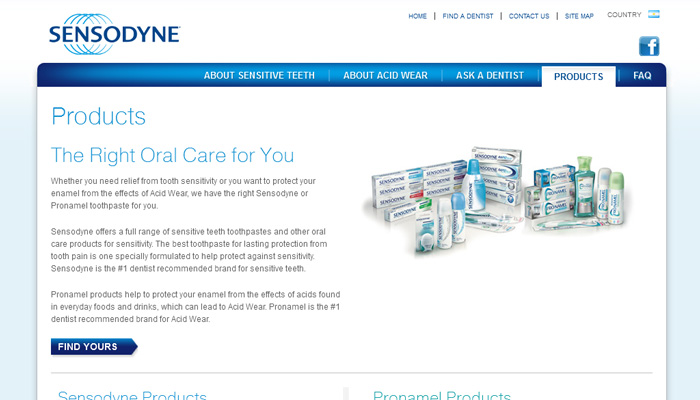 SENSODYNE
HOME | FIND A DENTIST | CONTACT US | SITE MAP
COUNTRY
f
ABOUT SENSITIVE TEETH | ABOUT ACID WEAR | ASK A DENTIST | PRODUCTS | FAQ
Products
The Right Oral Care for You
Whether you need relief from tooth sensitivity or you want to protect your
enamel from the effects of Acid Wear, we have the right Sensodyne or
Pronamel toothpaste for you.
Sensodyne offers a full range of sensitive teeth toothpastes and other oral
care products for sensitivity. The best toothpaste for lasting protection from
tooth pain is one specially formulated to help protect against sensitivity.
Sensodyne is the #1 dentist recommended brand for sensitive teeth.
Pronamel products help to protect your enamel from the effects of acids found
in everyday foods and drinks, which can lead to Acid Wear. Pronamel is the #1
dentist recommended brand for Acid Wear.
FIND YOURS
SENSODYNE
SENSODYNE
SENSODYNE
PRONAMEL
PRONAMEL
Sensodyne Products
Pronamel Products